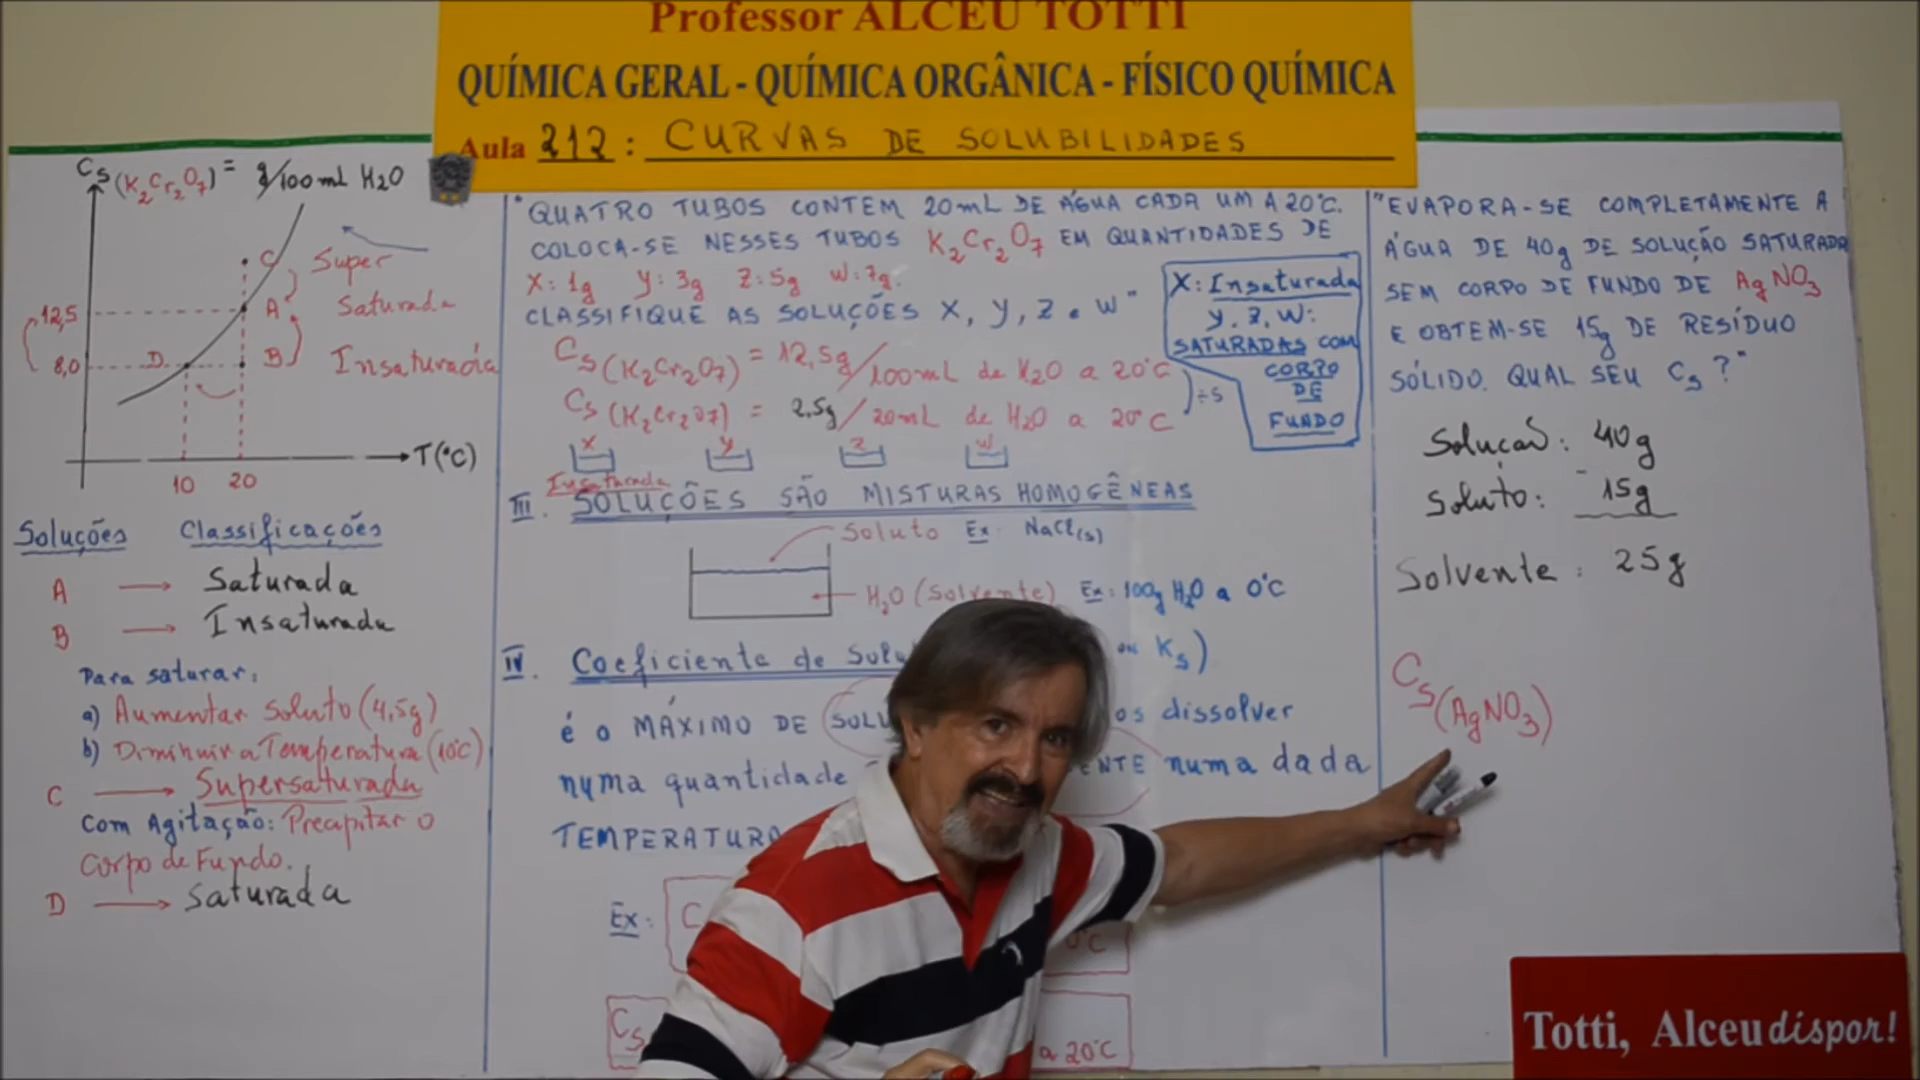 Professor ALCEU TOTTI
QUÍMICA GERAL - QUÍMICA ORGÂNICA - FÍSICO QUÍMICA
Aula 212: CURVAS DE SOLUBILIDADES
Cs (K2Cr2O7) = g/100ml H2O
C Super
Saturada
12,5 A
8,0 D B Insaturada
10 20 T(°C)
Soluções Classificações
A → Saturada
B → Insaturada
Para saturar:
a) Aumentar Soluto (4,5g)
b) Diminuir a Temperatura (10°C)
C → Supersaturada
Com Agitação: Precipitar o
Corpo de Fundo.
D → Saturada
"QUATRO TUBOS CONTEM 20mL DE ÁGUA CADA UM A 20°C.
COLOCA-SE NESSES TUBOS K2Cr2O7 EM QUANTIDADES DE
X: 1g Y: 3g Z: 5g W: 7g.
CLASSIFIQUE AS SOLUÇÕES X, Y, Z e W"
Cs (K2Cr2O7) = 12,5g/100mL de H2O a 20°C
Cs (K2Cr2O7) = 2,5g/20mL de H2O a 20°C
÷5
X: Insaturada
Y, Z, W:
SATURADAS COM
CORPO
DE
FUNDO
X Y Z W
Insaturada
III. SOLUÇÕES SÃO MISTURAS HOMOGÊNEAS
Soluto Ex: NaCl(s)
H2O (Solvente) Ex: 100g H2O a 0°C
IV. Coeficiente de ou Ks)
é o MÁXIMO DE dissolver
numa quantidade numa dada
TEMPERATURA
Ex: C 0°C
Cs a 20°C
"EVAPORA-SE COMPLETAMENTE A
ÁGUA DE 40g DE SOLUÇÃO SATURADA
SEM CORPO DE FUNDO DE AgNO3
E OBTEM-SE 15g DE RESÍDUO
SÓLIDO. QUAL SEU Cs ?"
Solução: 40g
Soluto: - 15g
Solvente: 25g
Cs (AgNO3)
Totti, Alceu dispor!